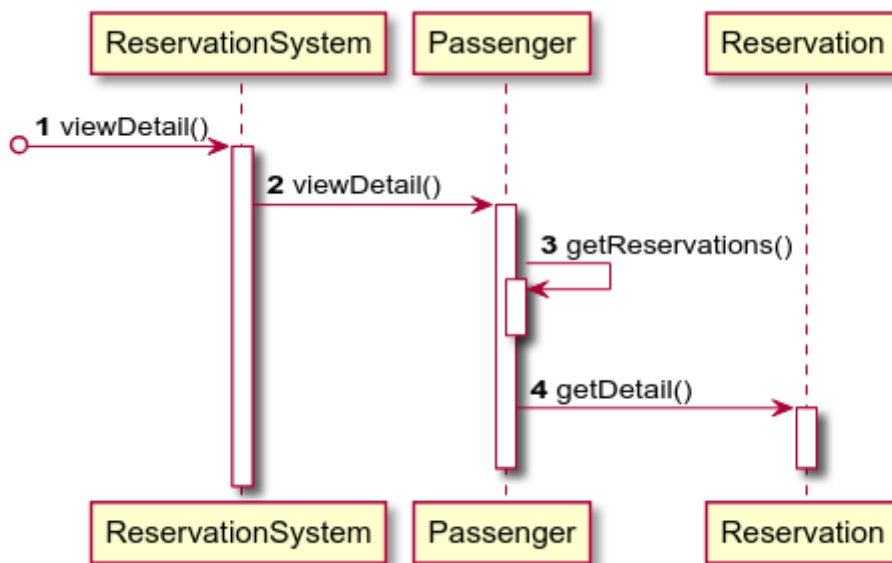 ReservationSystem Passenger Reservation
1 viewDetail()
2 viewDetail()
3 getReservations()
4 getDetail()
ReservationSystem Passenger Reservation